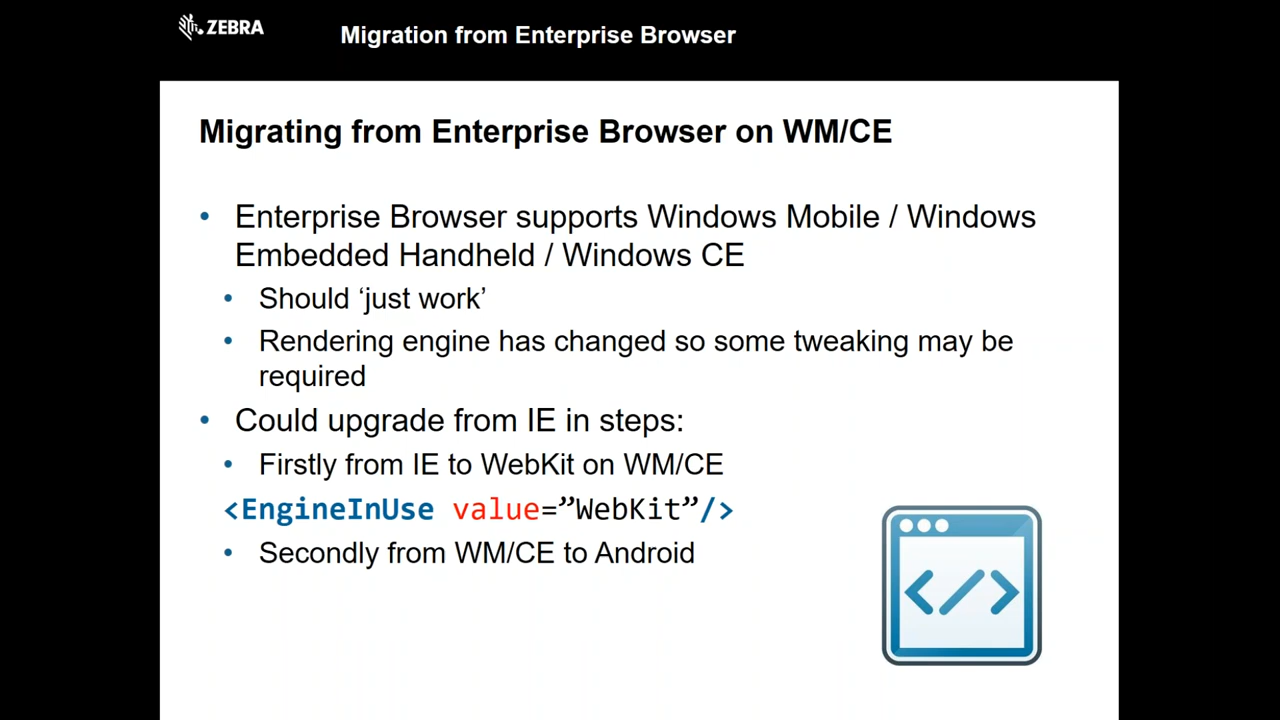 ZEBRA
Migration from Enterprise Browser
Migrating from Enterprise Browser on WM/CE
• Enterprise Browser supports Windows Mobile / Windows
Embedded Handheld / Windows CE
• Should ‘just work’
• Rendering engine has changed so some tweaking may be
required
• Could upgrade from IE in steps:
• Firstly from IE to WebKit on WM/CE
<EngineInUse value=”WebKit”/>
• Secondly from WM/CE to Android
</>